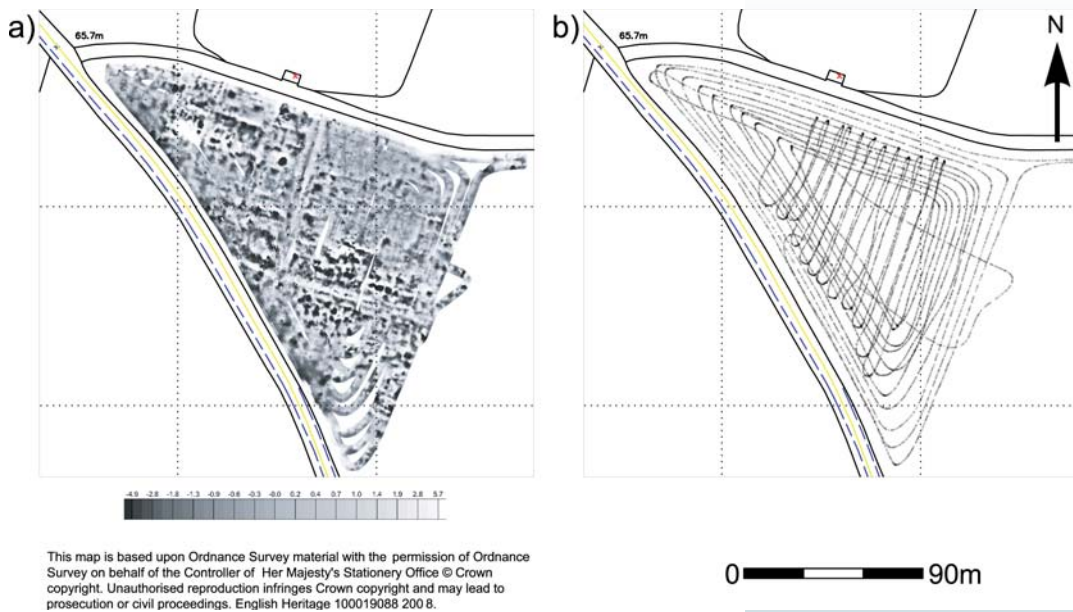 a)
65.7m
b)
65.7m
N
-4.9 -2.8 -1.8 -1.3 -0.9 -0.6 -0.3 -0.0 0.2 0.4 0.7 1.0 1.4 1.9 2.8 5.7
This map is based upon Ordnance Survey material with the permission of Ordnance
Survey on behalf of the Controller of Her Majesty's Stationery Office © Crown
copyright. Unauthorised reproduction infringes Crown copyright and may lead to
prosecution or civil proceedings. English Heritage 100019088 200 8.
0 90m